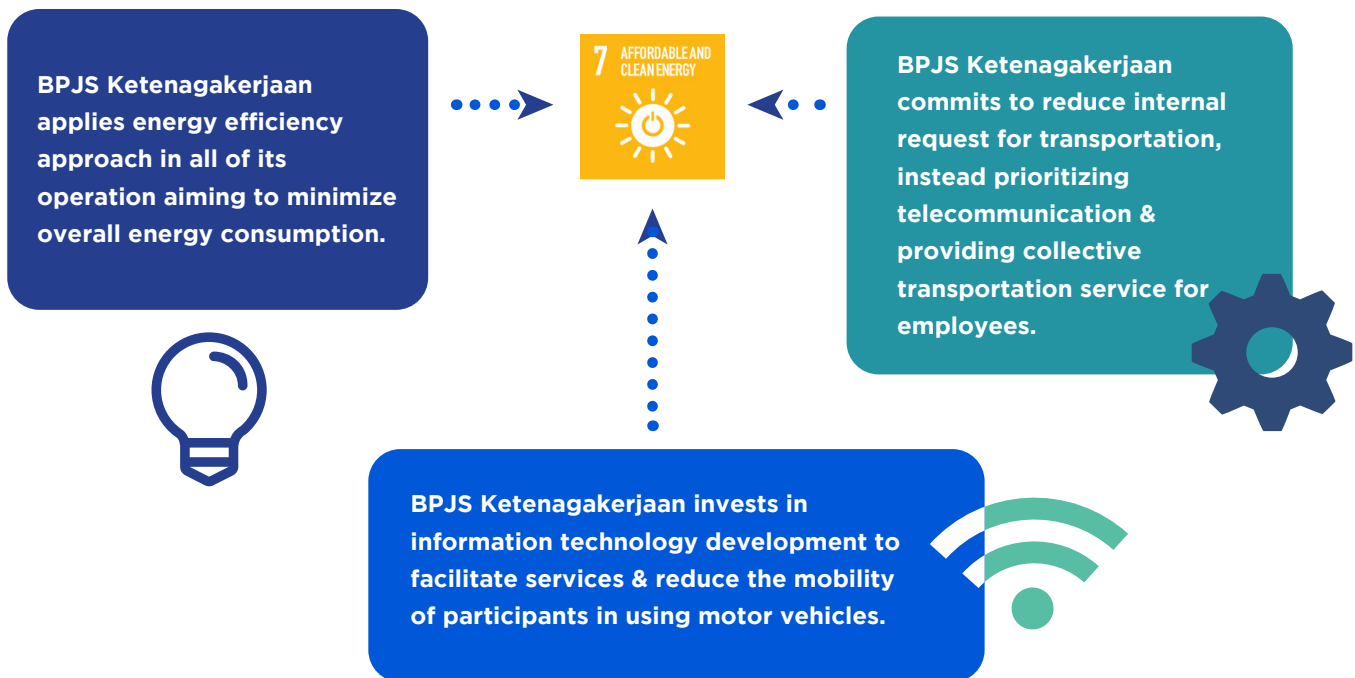 BPJS Ketenagakerjaan
applies energy efficiency
approach in all of its
operation aiming to minimize
overall energy consumption.
7 AFFORDABLE AND
CLEAN ENERGY
BPJS Ketenagakerjaan
commits to reduce internal
request for transportation,
instead prioritizing
telecommunication &
providing collective
transportation service for
employees.
BPJS Ketenagakerjaan invests in
information technology development to
facilitate services & reduce the mobility
of participants in using motor vehicles.